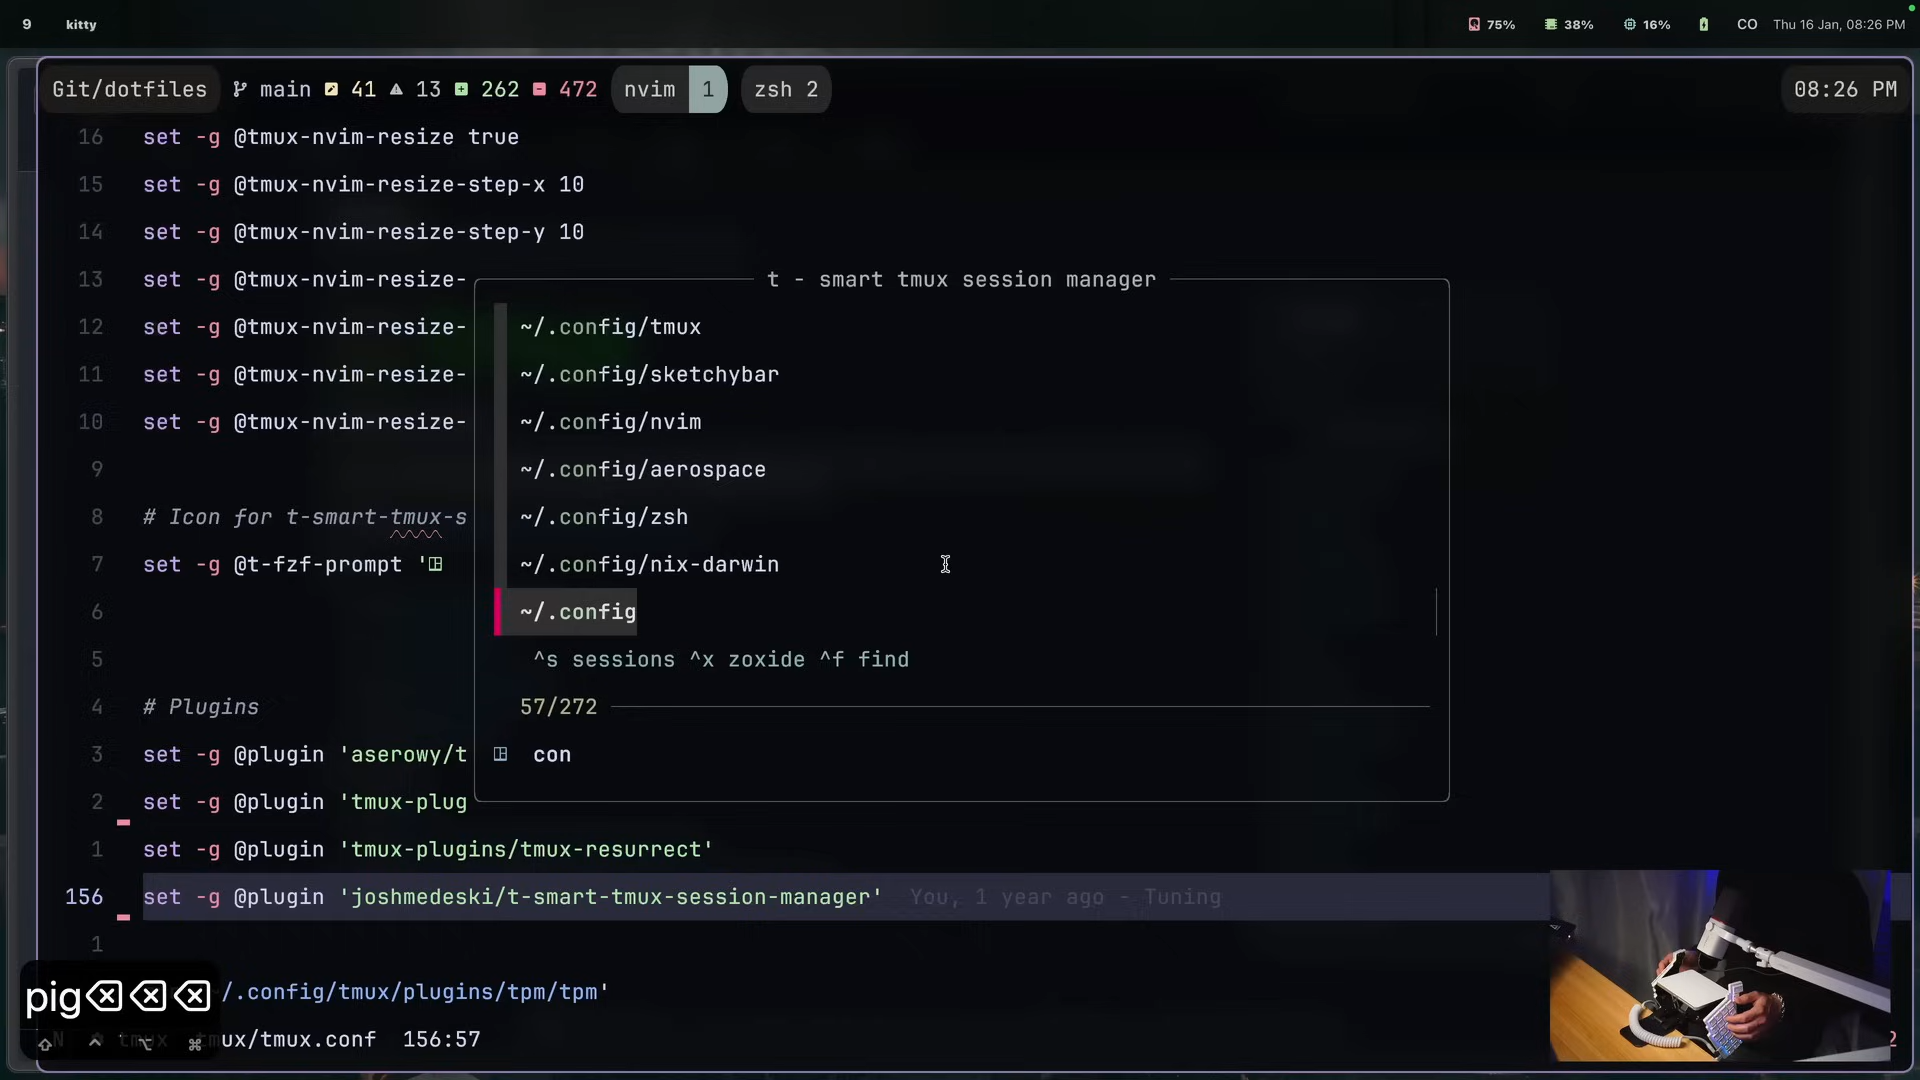 9 kitty 75% 38% 16% CO Thu 16 Jan, 08:26 PM
Git/dotfiles main 41 13 262 472 nvim 1 zsh 2 08:26 PM
16 set -g @tmux-nvim-resize true
15 set -g @tmux-nvim-resize-step-x 10
14 set -g @tmux-nvim-resize-step-y 10
13 set -g @tmux-nvim-resize-
t - smart tmux session manager
12 set -g @tmux-nvim-resize-
~/.config/tmux
11 set -g @tmux-nvim-resize-
~/.config/sketchybar
10 set -g @tmux-nvim-resize-
~/.config/nvim
9
~/.config/aerospace
8 # Icon for t-smart-tmux-s
~/.config/zsh
7 set -g @t-fzf-prompt '
~/.config/nix-darwin
6
~/.config
5
^s sessions ^x zoxide ^f find
4 # Plugins
57/272
3 set -g @plugin 'aserowy/t
con
2 set -g @plugin 'tmux-plug
1 set -g @plugin 'tmux-plugins/tmux-resurrect'
156 set -g @plugin 'joshmedeski/t-smart-tmux-session-manager' You, 1 year ago - Tuning
1
pig⌫⌫⌫
/.config/tmux/plugins/tpm/tpm'
ux/tmux.conf 156:57